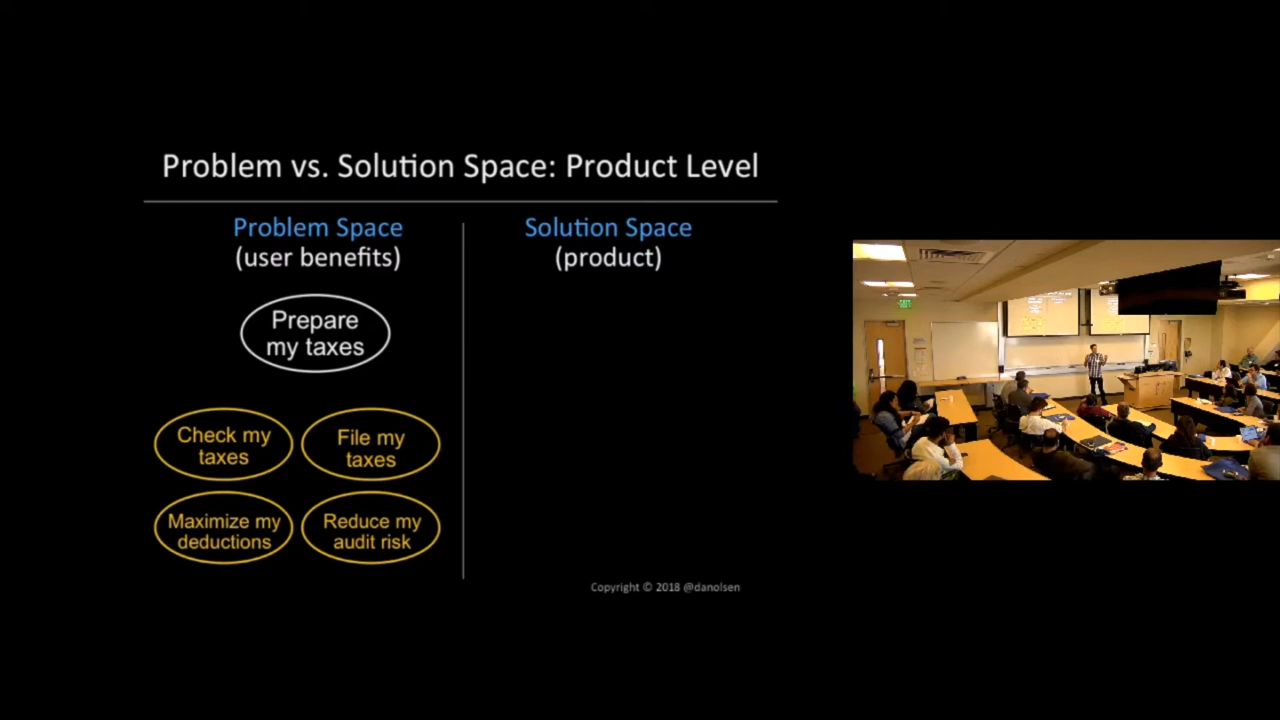 Problem vs. Solution Space: Product Level
Problem Space
(user benefits)
Solution Space
(product)
Prepare
my taxes
Check my
taxes
File my
taxes
Maximize my
deductions
Reduce my
audit risk
Copyright © 2018 @danolsen